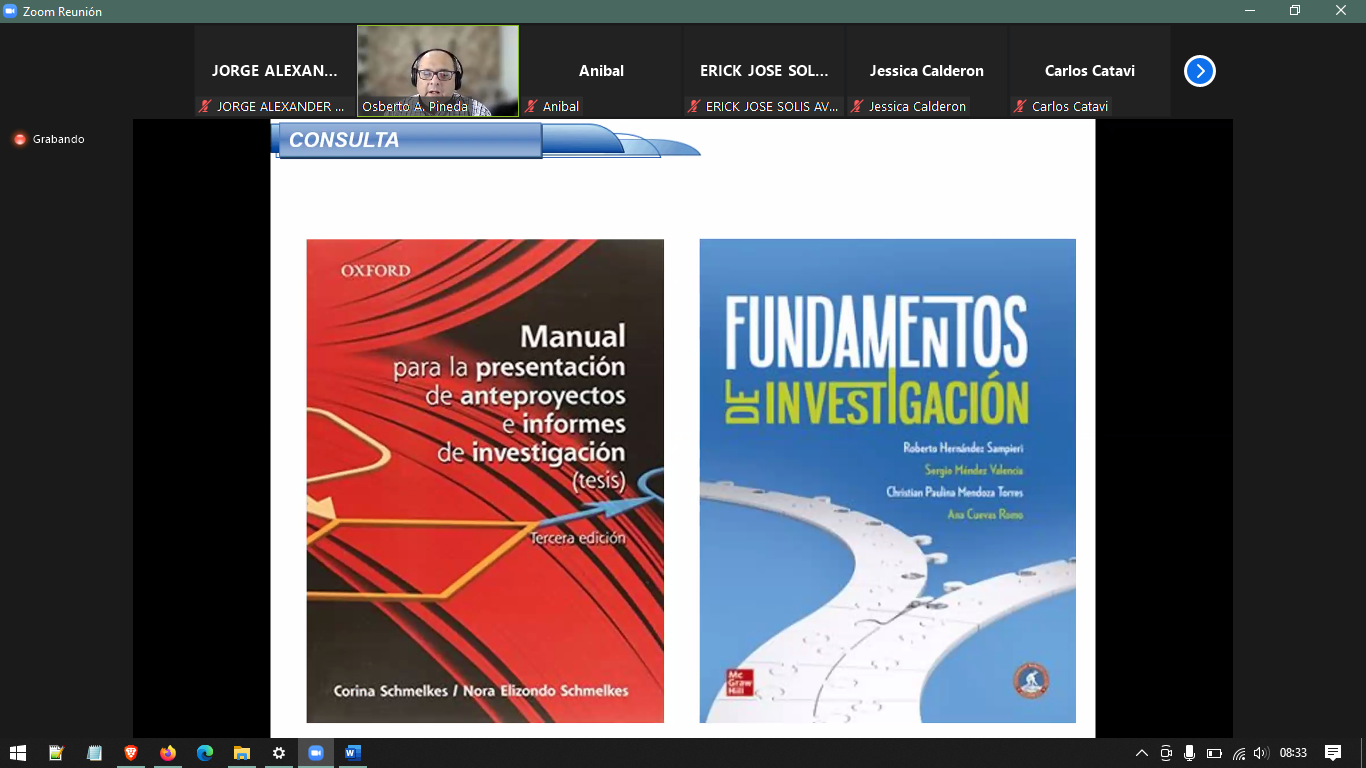 Zoom Reunión
JORGE ALEXAN...
Anibal
ERICK JOSE SOL...
Jessica Calderon
Carlos Catavi
JORGE ALEXANDER ...
Osberto A. Pineda
Anibal
ERICK JOSE SOLIS AV...
Jessica Calderon
Carlos Catavi
Grabando
CONSULTA
OXFORD
Manual
para la presentación
de anteproyectos
e informes
de investigación
(tesis)
Tercera edición
Corina Schmelkes / Nora Elizondo Schmelkes
FUNDAMENTOS
DE INVESTIGACIÓN
Roberto Hernández Sampieri
Sergio Méndez Valencia
Christian Paulina Mendoza Torres
Ana Cuevas Romo
Mc
Graw
Hill
08:33